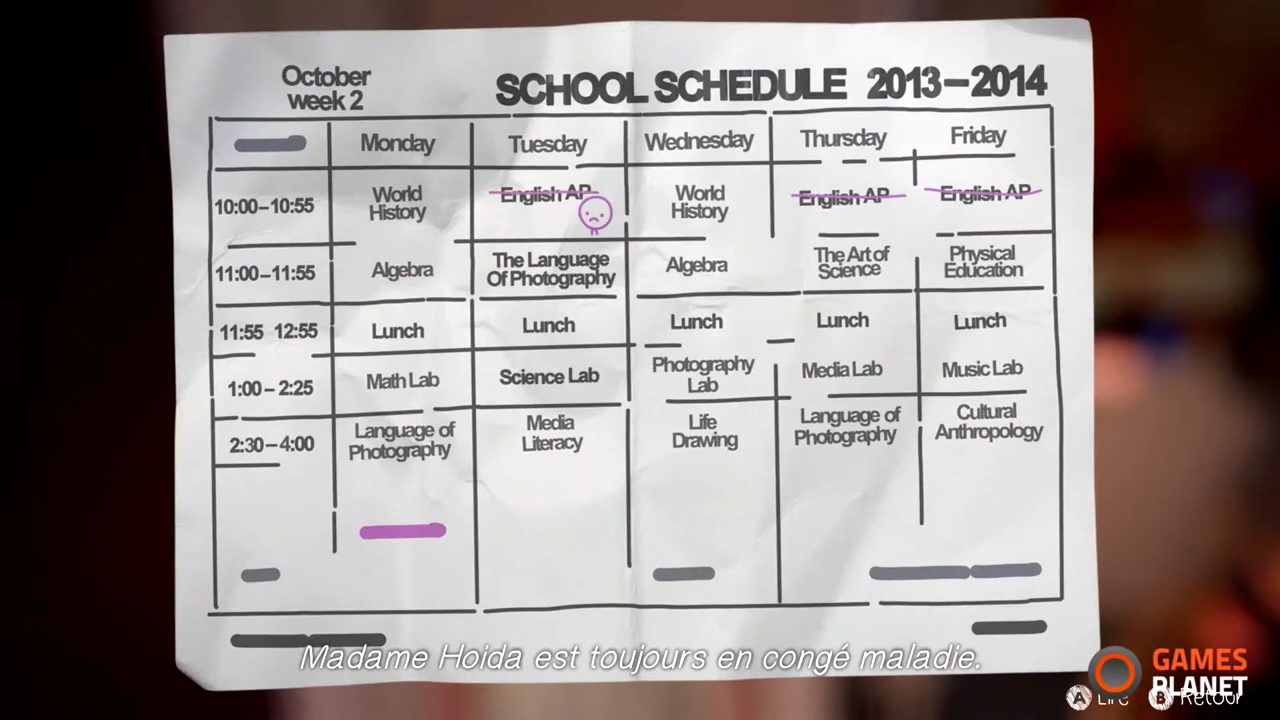 October
week 2
SCHOOL SCHEDULE 2013-2014
Monday
Tuesday
Wednesday
Thursday
Friday
10:00-10:55
World
History
English AP
World
History
English AP
English AP
11:00-11:55
Algebra
The Language
Of Photography
Algebra
The Art of
Science
Physical
Education
11:55 12:55
Lunch
Lunch
Lunch
Lunch
Lunch
1:00-2:25
Math Lab
Science Lab
Photography
Lab
Media Lab
Music Lab
2:30-4:00
Language of
Photography
Media
Literacy
Life
Drawing
Language of
Photography
Cultural
Anthropology
Madame Hoida est toujours en congé maladie.
GAMES
PLANET
A Lire B Retour